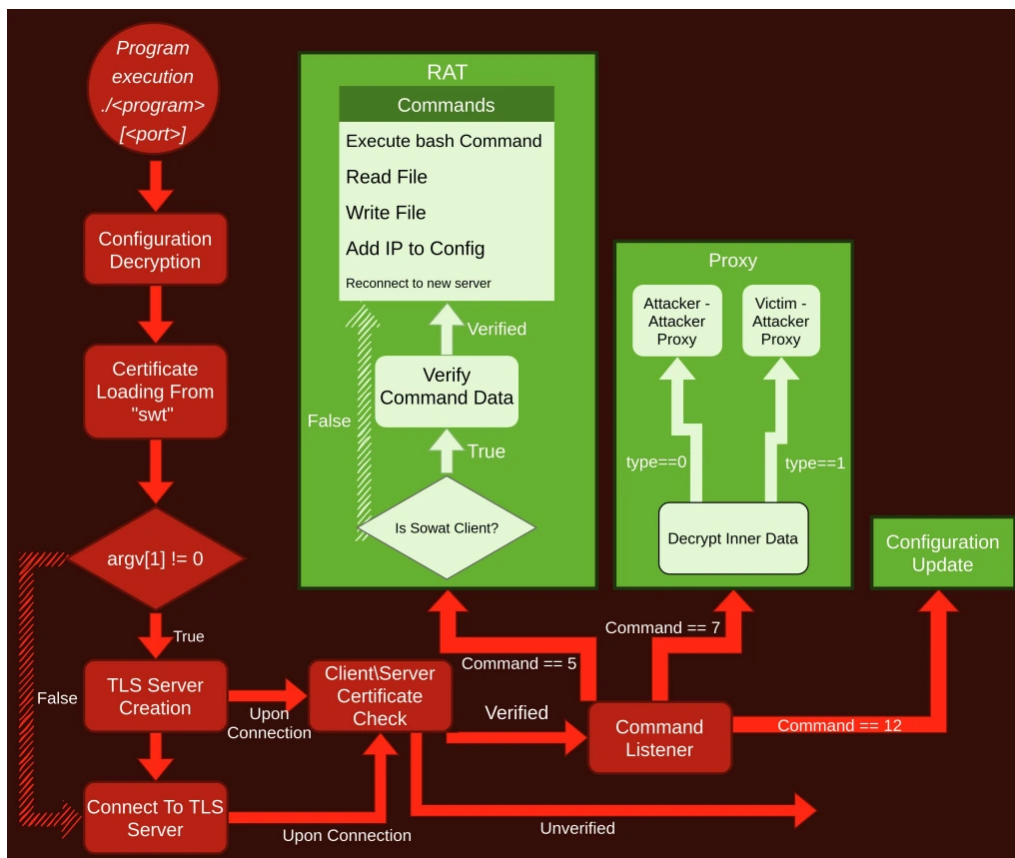 Program
execution
./<program>
[<port>]
Configuration
Decryption
Certificate
Loading From
"swt"
argv[1] != 0
True
False
TLS Server
Creation
Upon
Connection
Connect To TLS
Server
Upon Connection
Client\Server
Certificate
Check
Verified
Unverified
Command
Listener
Command == 5
Command == 7
Command == 12
RAT
Commands
Execute bash Command
Read File
Write File
Add IP to Config
Reconnect to new server
Verified
Verify
Command Data
False
True
Is Sowat Client?
Proxy
Attacker -
Attacker
Proxy
Victim -
Attacker
Proxy
type==0
type==1
Decrypt Inner Data
Configuration
Update